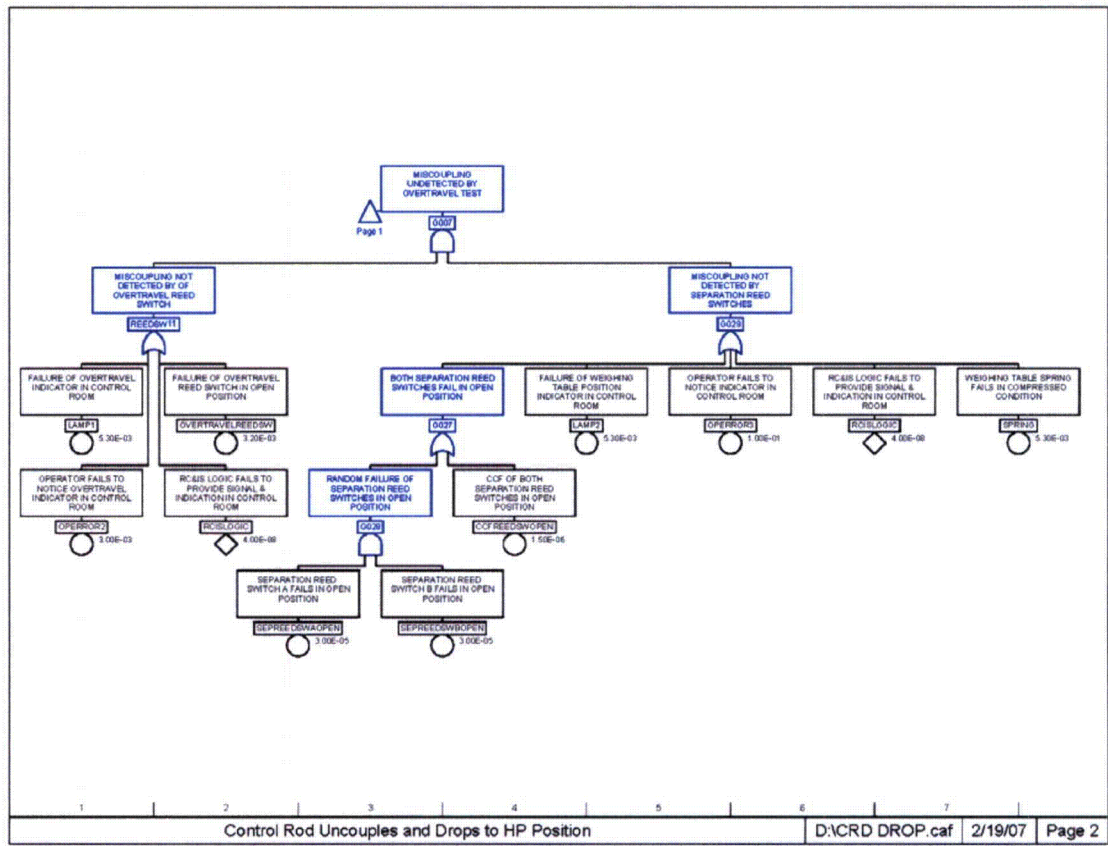 MISCOUPLING
UNDETECTED BY
OVERTRAVEL TEST
Page 1
G007
MISCOUPLING NOT
DETECTED BY OF
OVERTRAVEL REED
SWITCH
REEDSW11
MISCOUPLING NOT
DETECTED BY
SEPARATION REED
SWITCHES
G029
FAILURE OF OVERTRAVEL
INDICATOR IN CONTROL
ROOM
LAMP1
5.30E-03
FAILURE OF OVERTRAVEL
REED SWITCH IN OPEN
POSITION
OVERTRAVELREEDSW
3.20E-03
BOTH SEPARATION REED
SWITCHES FAIL IN OPEN
POSITION
G027
FAILURE OF WEIGHING
TABLE POSITION
INDICATOR IN CONTROL
ROOM
LAMP2
5.30E-03
OPERATOR FAILS TO
NOTICE INDICATOR IN
CONTROL ROOM
OPERROR3
1.00E-01
RC&IS LOGIC FAILS TO
PROVIDE SIGNAL &
INDICATION IN CONTROL
ROOM
RCISLOGIC
4.00E-08
WEIGHING TABLE SPRING
FAILS IN COMPRESSED
CONDITION
SPRING
5.30E-03
OPERATOR FAILS TO
NOTICE OVERTRAVEL
INDICATOR IN CONTROL
ROOM
OPERROR2
3.00E-03
RC&IS LOGIC FAILS TO
PROVIDE SIGNAL &
INDICATION IN CONTROL
ROOM
RCISLOGIC
4.00E-08
RANDOM FAILURE OF
SEPARATION REED
SWITCHES IN OPEN
POSITION
G028
CCF OF BOTH
SEPARATION REED
SWITCHES IN OPEN
POSITION
CCFREEDSWOPEN
1.50E-06
SEPARATION REED
SWITCH A FAILS IN OPEN
POSITION
SEPREEDSWAOPEN
3.00E-05
SEPARATION REED
SWITCH B FAILS IN OPEN
POSITION
SEPREEDSWBOPEN
3.00E-05
1 2 3 4 5 6 7
Control Rod Uncouples and Drops to HP Position
D:\CRD DROP.caf
2/19/07
Page 2